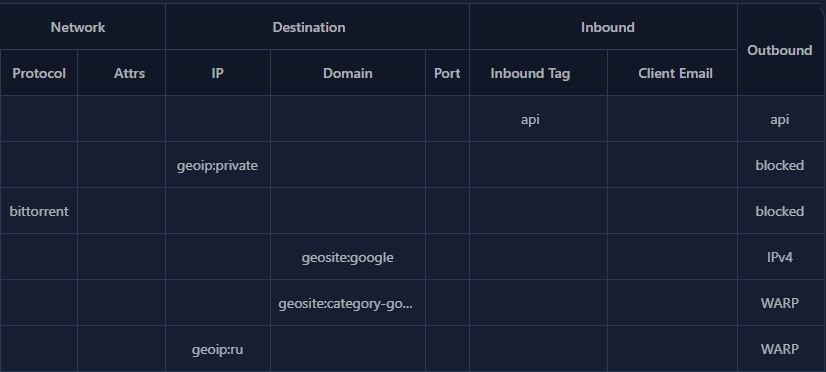 Network Destination Inbound Outbound
Protocol Attrs IP Domain Port Inbound Tag Client Email
api api
geoip:private blocked
bittorrent blocked
geosite:google IPv4
geosite:category-go... WARP
geoip:ru WARP